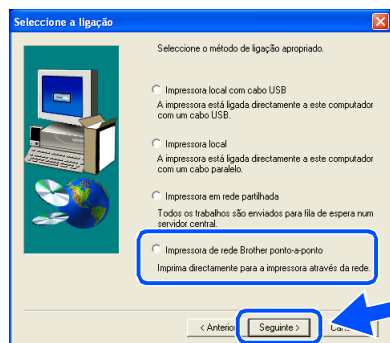 Seleccione a ligação
Seleccione o método de ligação apropriado.
Impressora local com cabo USB
A impressora está ligada directamente a este computador
com um cabo USB.
Impressora local
A impressora está ligada directamente a este computador
com um cabo paralelo.
Impressora em rede partilhada
Todos os trabalhos são enviados para fila de espera num
servidor central.
Impressora de rede Brother ponto-a-ponto
Imprima directamente para a impressora através da rede.
< Anterior Seguinte >